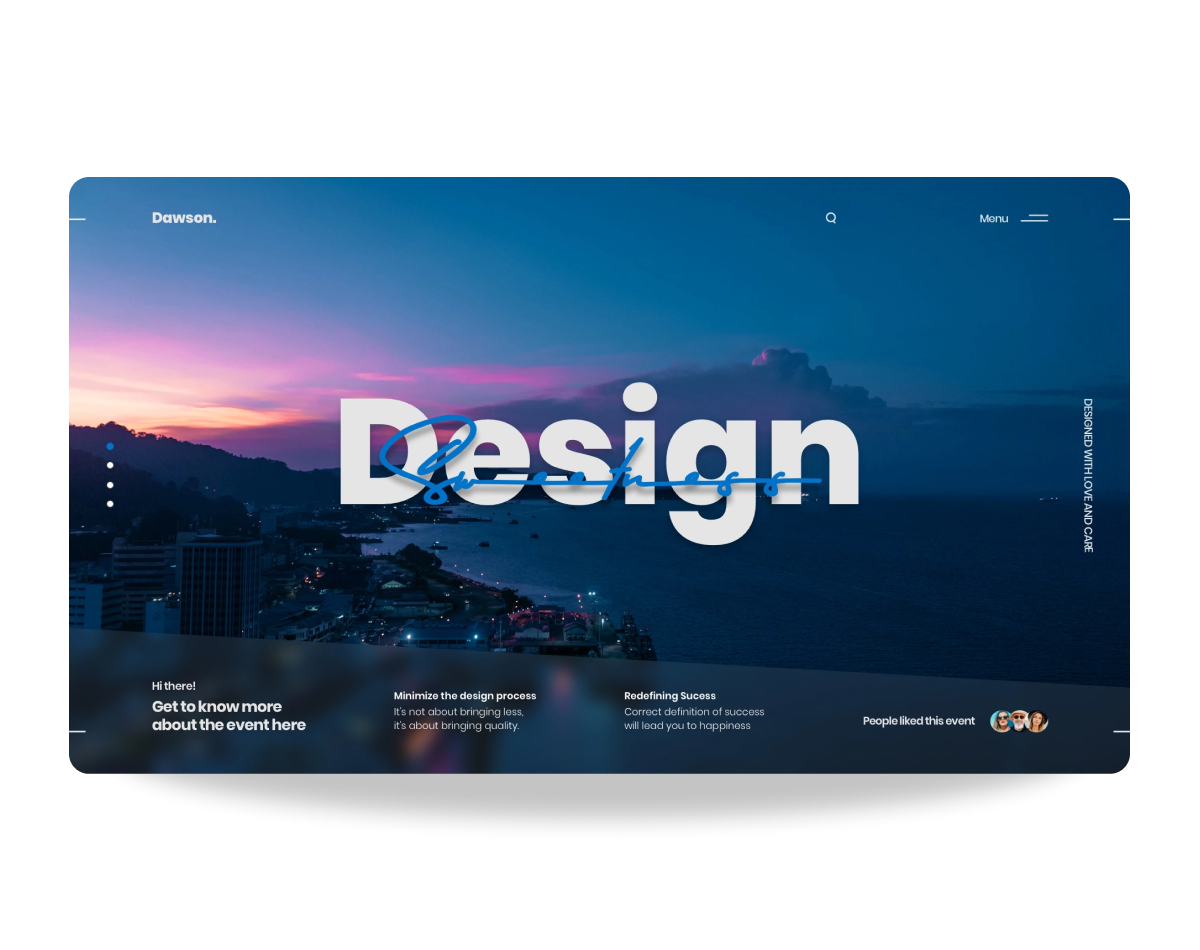 Dawson.
Menu
Design
Sweetness
DESIGNED WITH LOVE AND CARE
Hi there!
Get to know more
about the event here
Minimize the design process
It's not about bringing less,
it's about bringing quality.
Redefining Sucess
Correct definition of success
will lead you to happiness
People liked this event